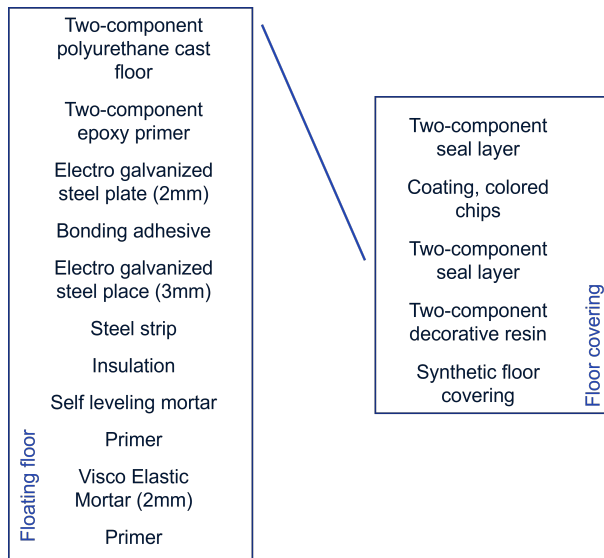 Two-component
polyurethane cast
floor
Two-component
epoxy primer
Electro galvanized
steel plate (2mm)
Bonding adhesive
Electro galvanized
steel place (3mm)
Steel strip
Insulation
Self leveling mortar
Primer
Visco Elastic
Mortar (2mm)
Primer
Floating floor
Two-component
seal layer
Coating, colored
chips
Two-component
seal layer
Two-component
decorative resin
Synthetic floor
covering
Floor covering